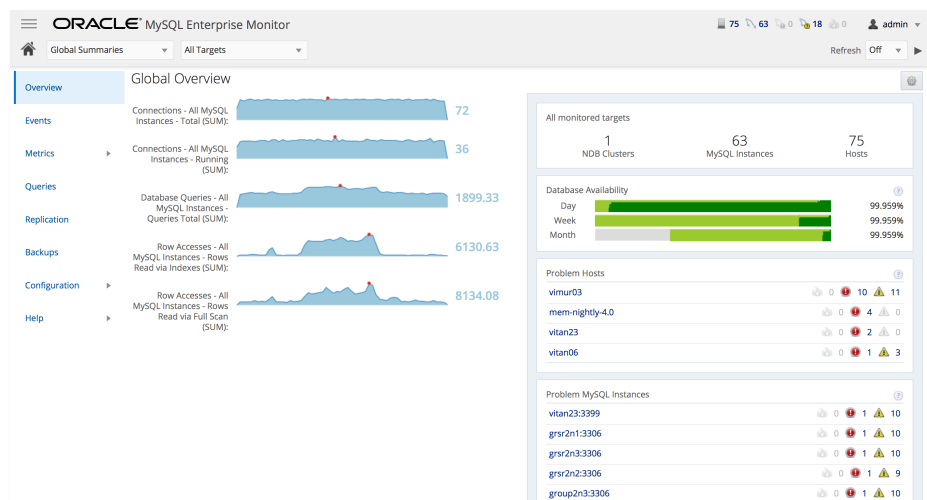 ORACLE® MySQL Enterprise Monitor
75 63 0 18 0 admin
Global Summaries All Targets Refresh Off
Overview
Events
Metrics
Queries
Replication
Backups
Configuration
Help
Global Overview
Connections - All MySQL
Instances - Total (SUM):
72
Connections - All MySQL
Instances - Running
(SUM):
36
Database Queries - All
MySQL Instances -
Queries Total (SUM):
1899.33
Row Accesses - All
MySQL Instances - Rows
Read via Indexes (SUM):
6130.63
Row Accesses - All
MySQL Instances - Rows
Read via Full Scan
(SUM):
8134.08
All monitored targets
1 63 75
NDB Clusters MySQL Instances Hosts
Database Availability ?
Day 99.959%
Week 99.959%
Month 99.959%
Problem Hosts ?
vimur03 0 10 11
mem-nightly-4.0 0 4 0
vitan23 0 2 0
vitan06 0 1 3
Problem MySQL Instances ?
vitan23:3399 0 1 10
grsr2n1:3306 0 1 10
grsr2n3:3306 0 1 10
grsr2n2:3306 0 1 9
group2n3:3306 0 1 10